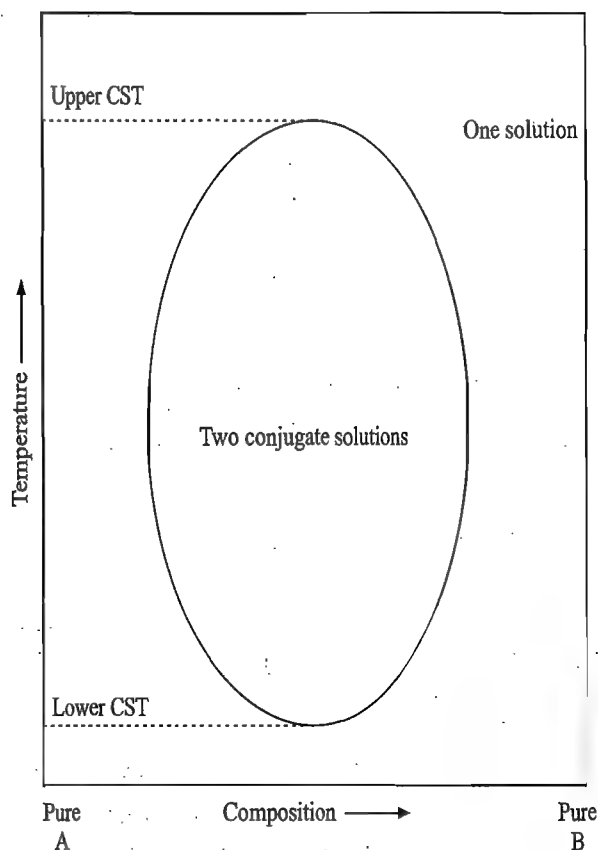 Upper CST
One solution
Temperature
Two conjugate solutions
Lower CST
Pure
A
Composition
Pure
B